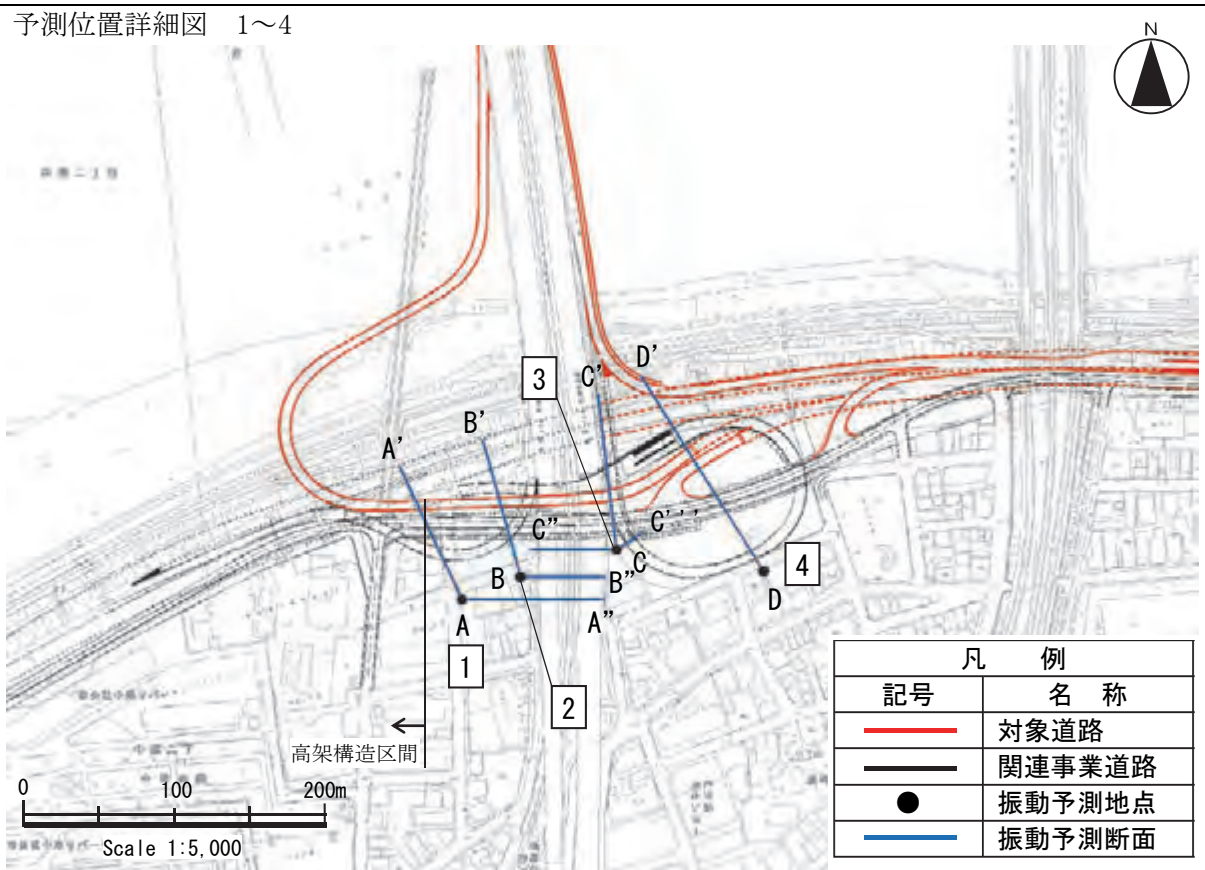 予測位置詳細図 1～4
N
D'
3
C'
B'
A'
C"
C'''
C
B
B"
4
D
A
A"
1
2
高架構造区間
0 100 200m
Scale 1:5,000
凡 例
記号 名 称
対象道路
関連事業道路
振動予測地点
振動予測断面